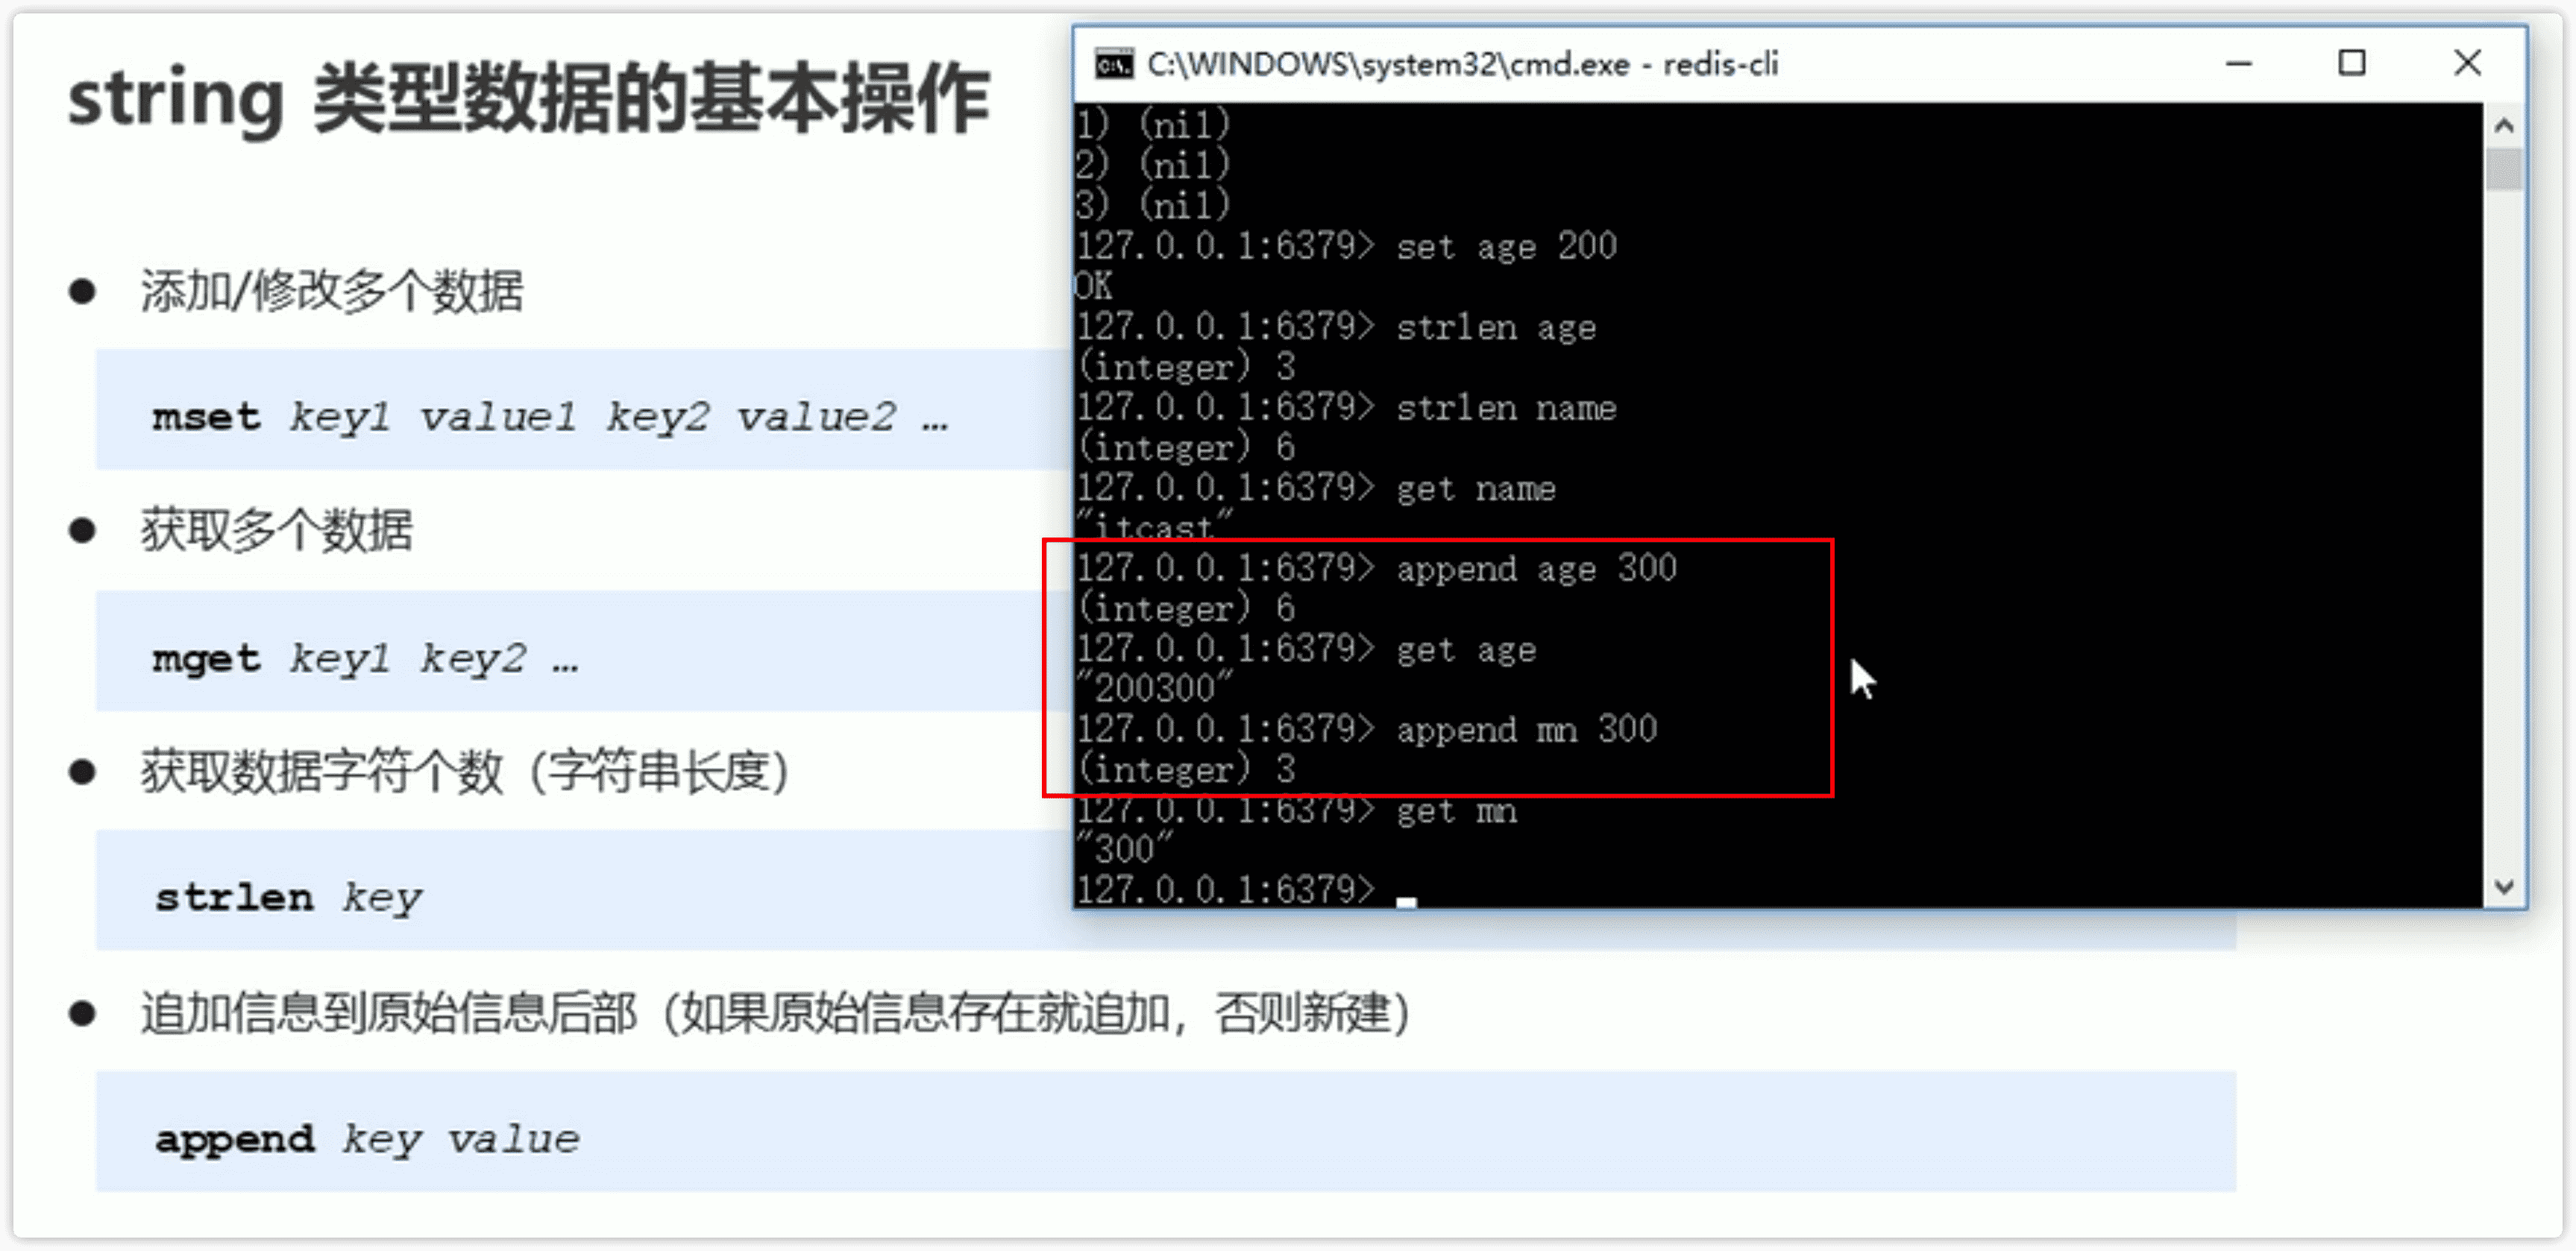 string 类型数据的基本操作
● 添加/修改多个数据
mset key1 value1 key2 value2 …
● 获取多个数据
mget key1 key2 …
● 获取数据字符个数（字符串长度）
strlen key
● 追加信息到原始信息后部（如果原始信息存在就追加，否则新建）
append key value
C:\WINDOWS\system32\cmd.exe - redis-cli
1) (nil)
2) (nil)
3) (nil)
127.0.0.1:6379> set age 200
OK
127.0.0.1:6379> strlen age
(integer) 3
127.0.0.1:6379> strlen name
(integer) 6
127.0.0.1:6379> get name
"itcast"
127.0.0.1:6379> append age 300
(integer) 6
127.0.0.1:6379> get age
"200300"
127.0.0.1:6379> append mn 300
(integer) 3
127.0.0.1:6379> get mn
"300"
127.0.0.1:6379>